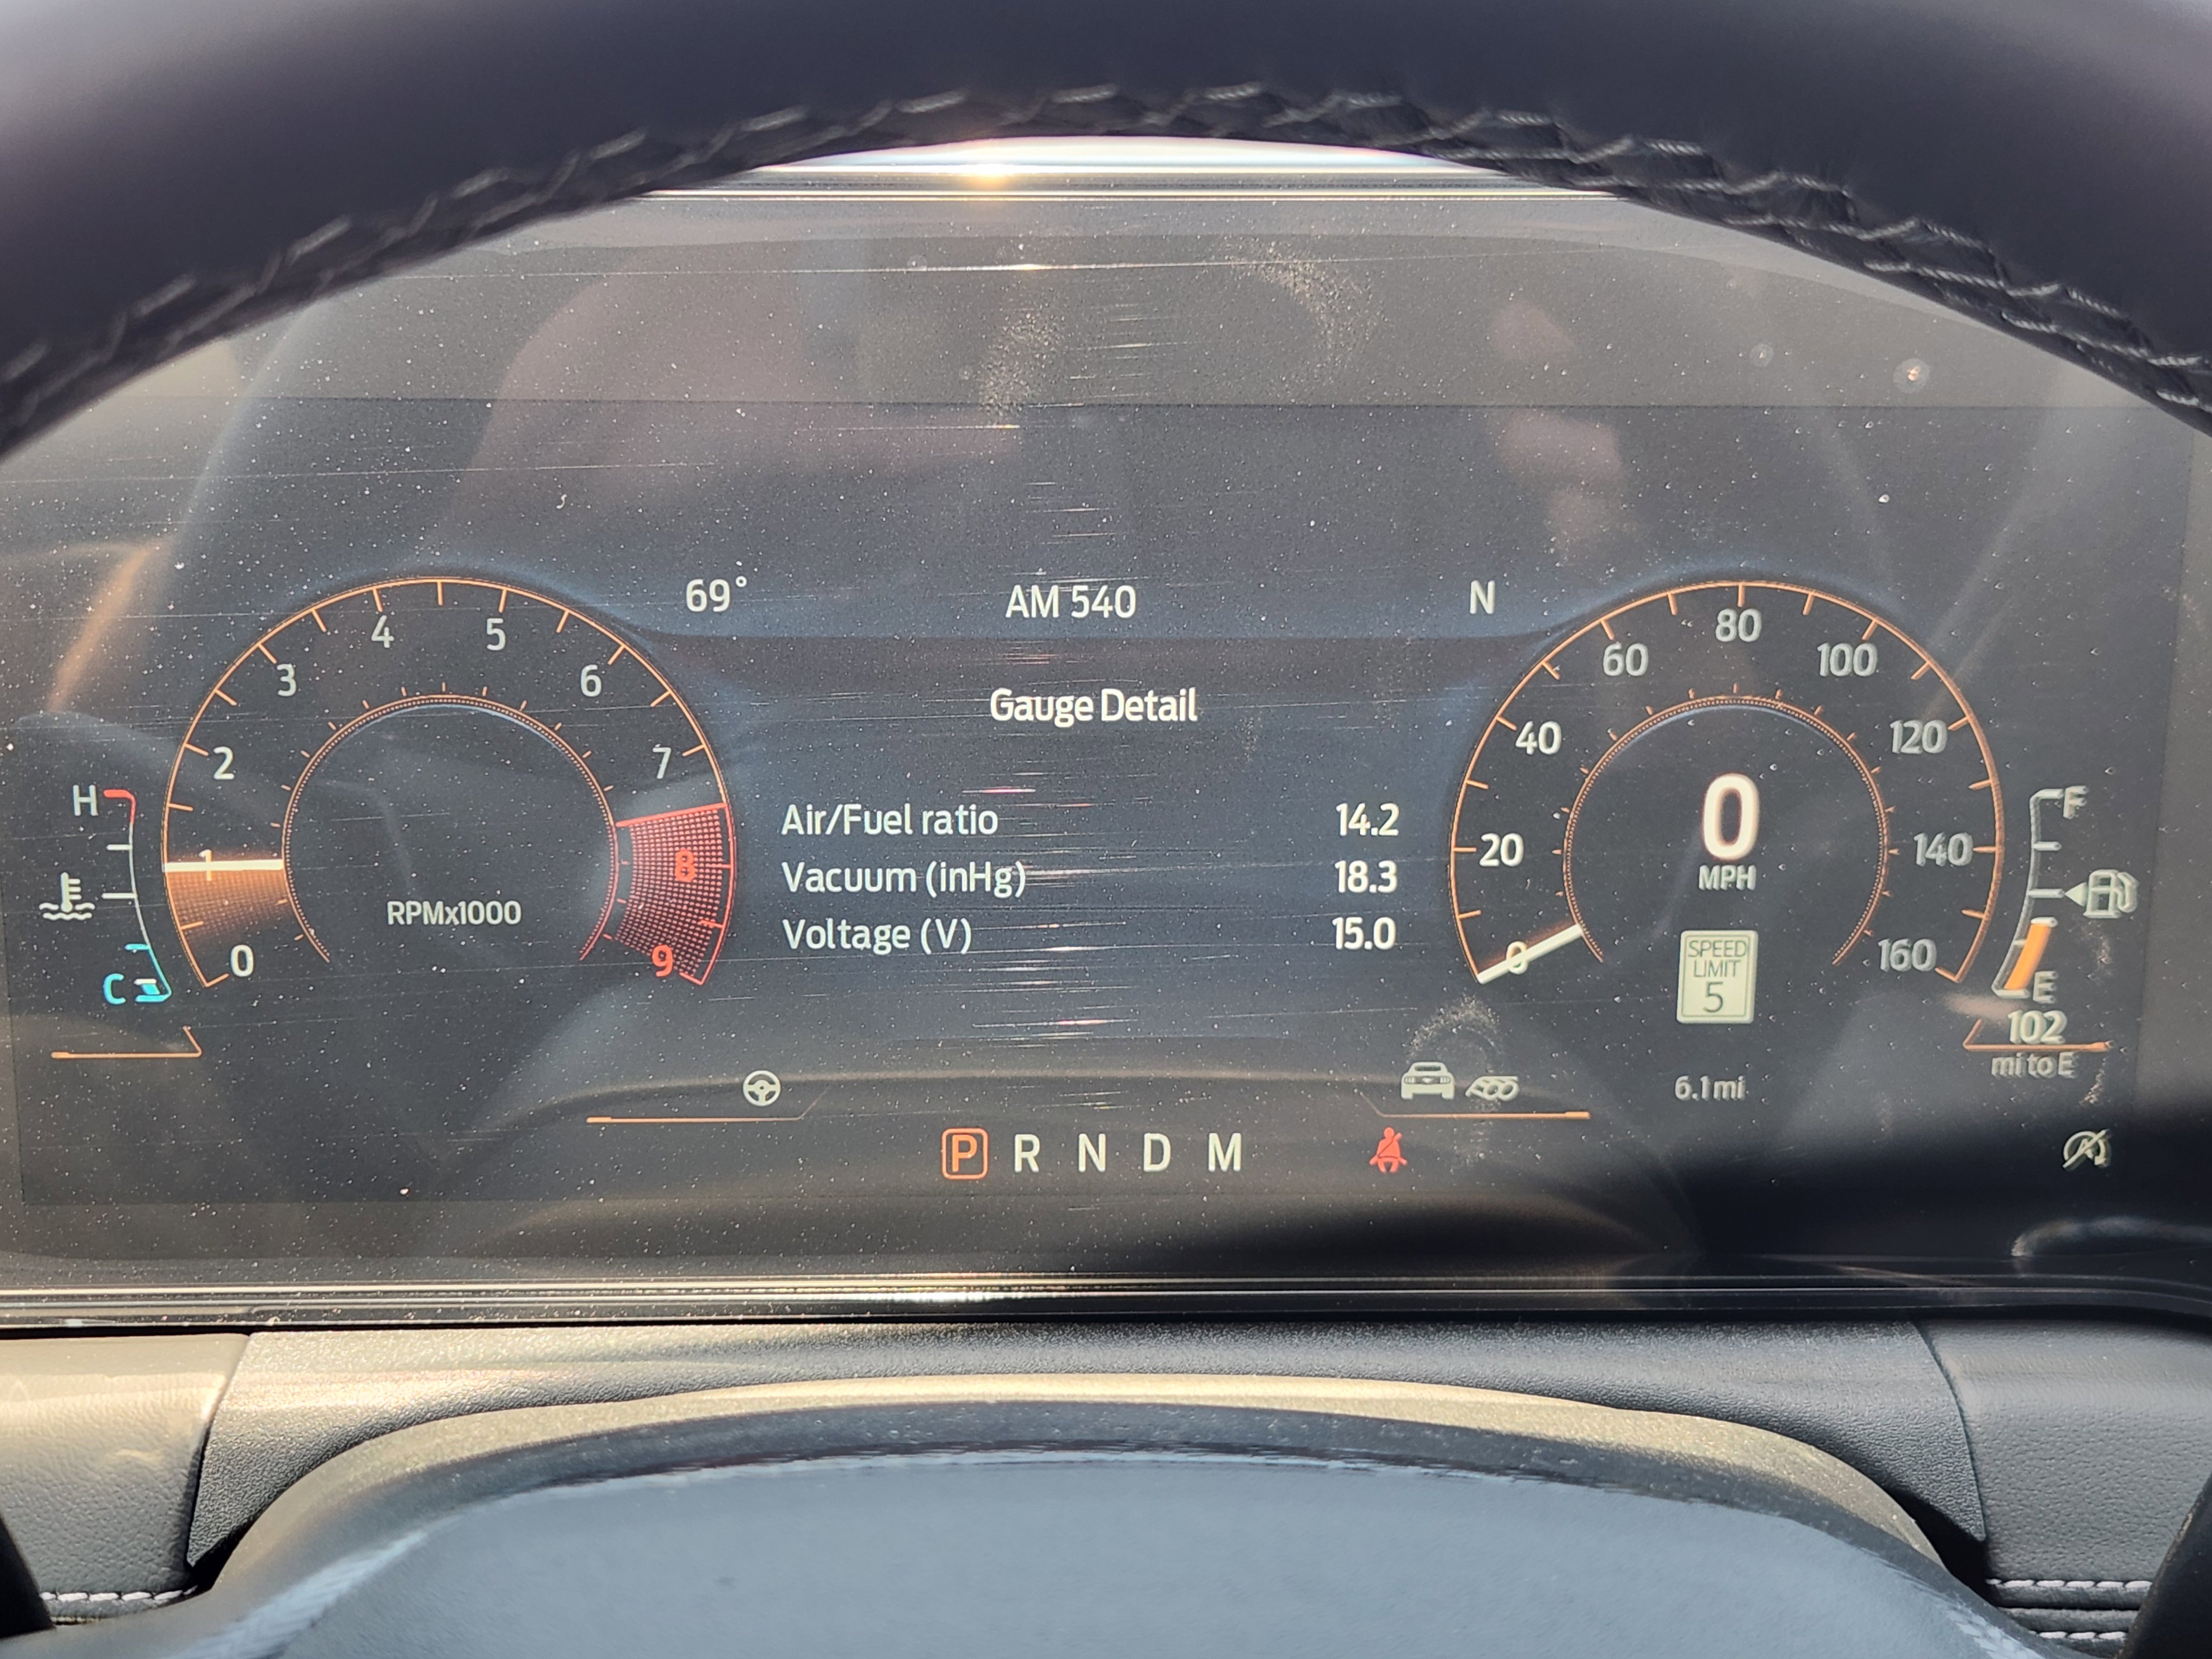 69° AM 540 N
Gauge Detail
Air/Fuel ratio 14.2
Vacuum (inHg) 18.3
Voltage (V) 15.0
0 1 2 3 4 5 6 7 8 9
RPMx1000
H
C
0 20 40 60 80 100 120 140 160
0
MPH
SPEED
LIMIT
5
6.1 mi
F
E
102
mi to E
P R N D M